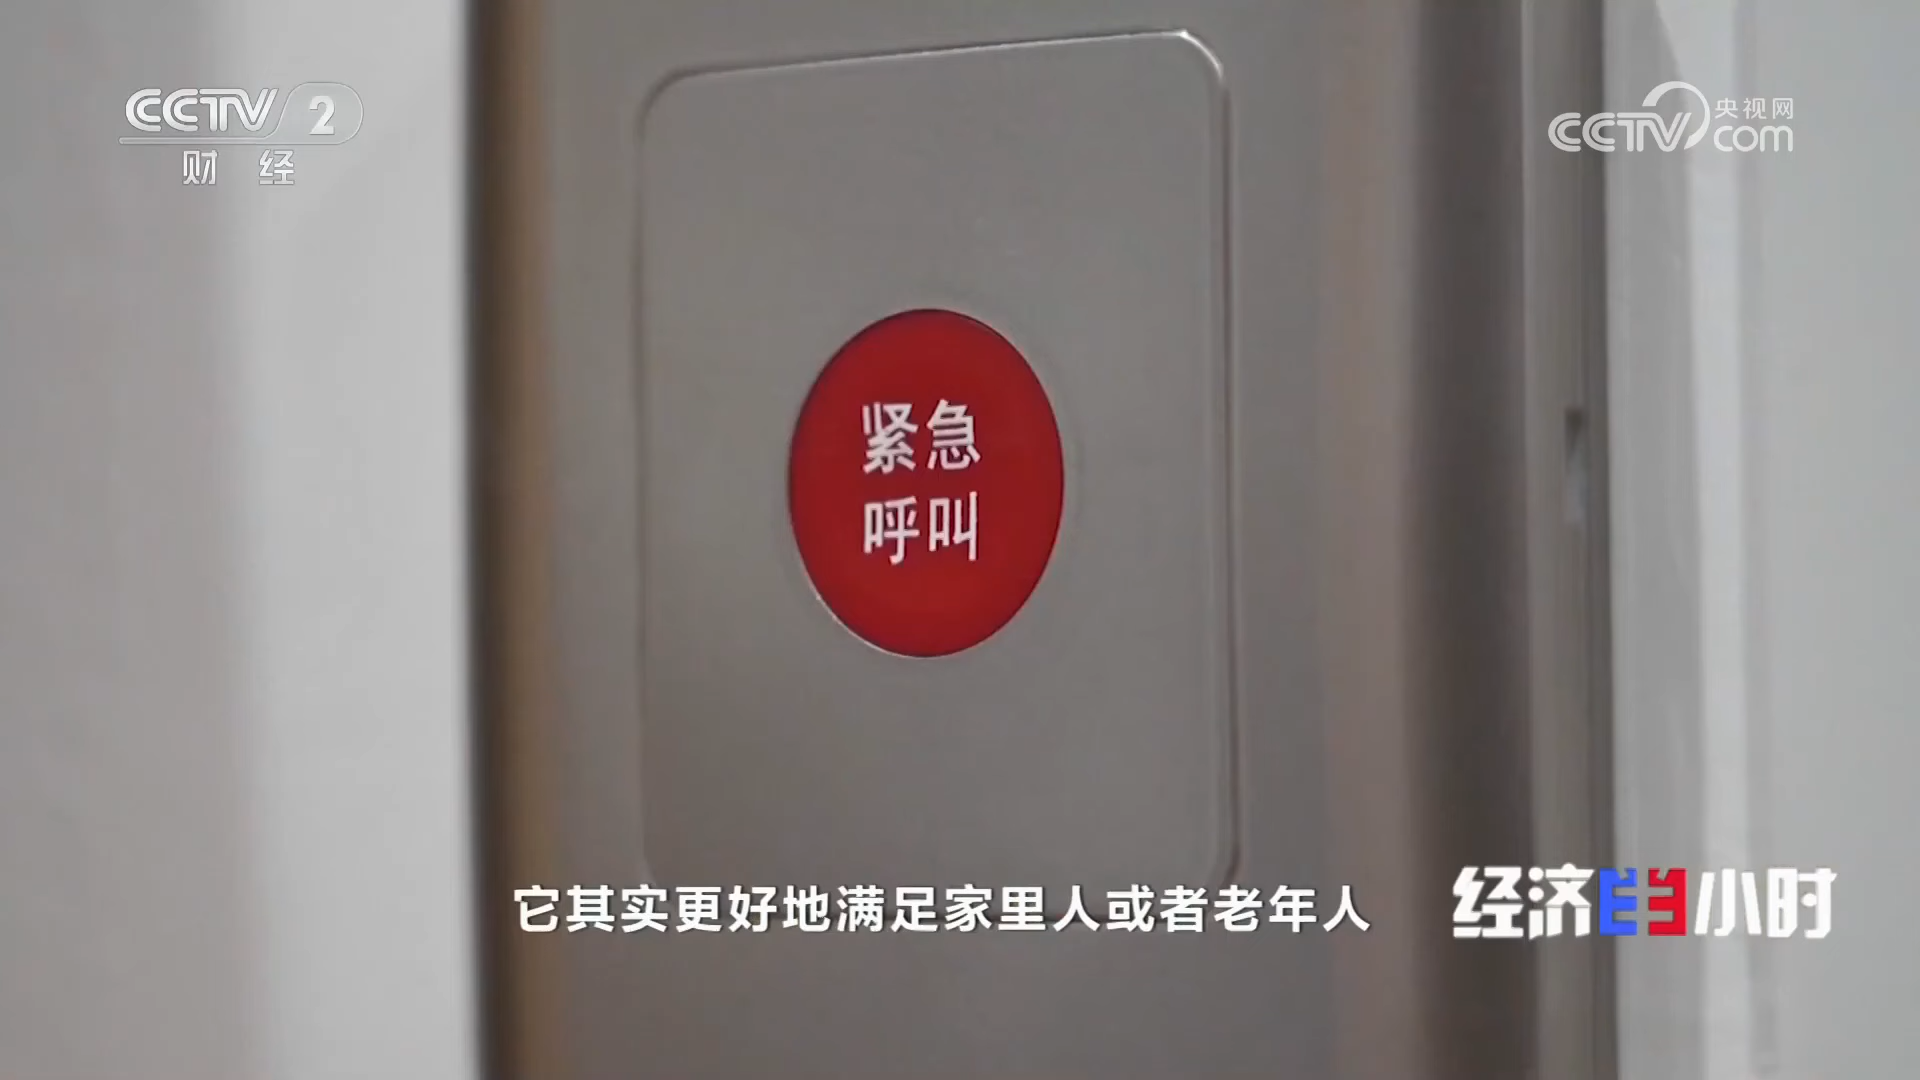 CCTV 2
财 经
央视网
CCTV com
紧急
呼叫
它其实更好地满足家里人或者老年人
经济半小时